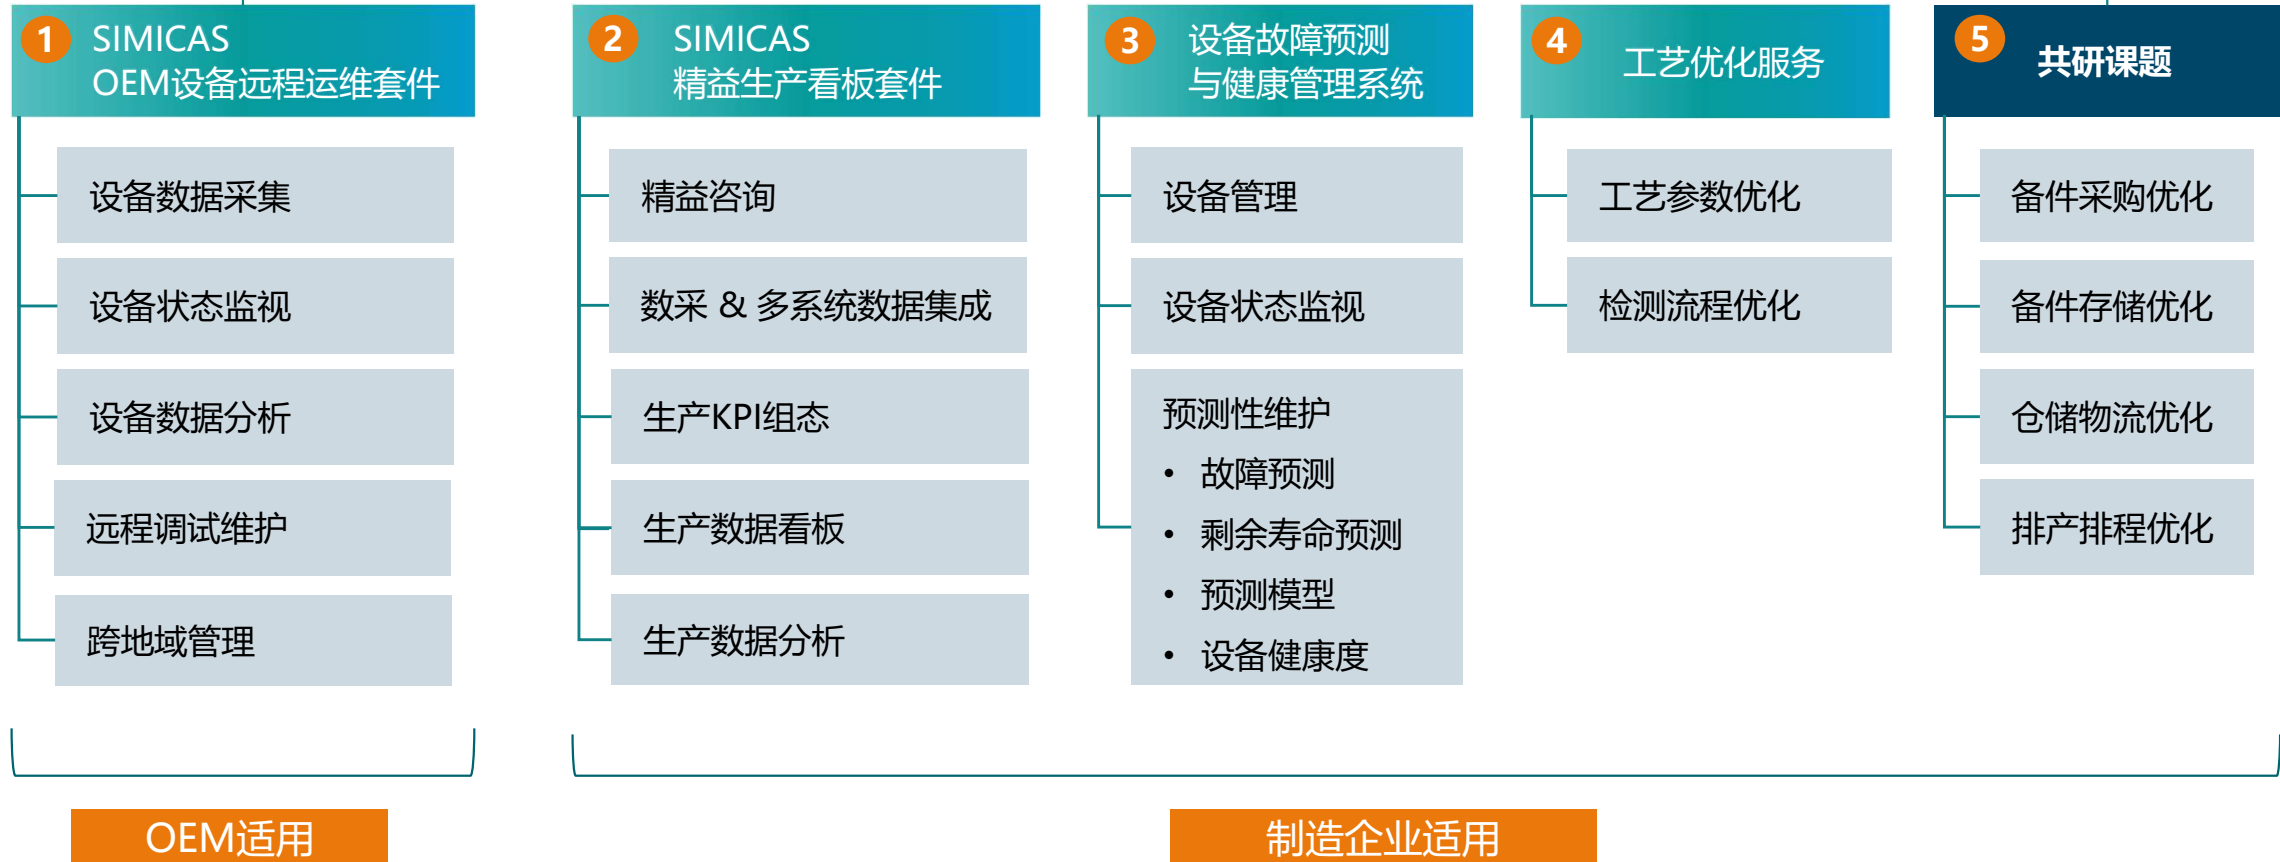 1
SIMICAS
OEM设备远程运维套件
设备数据采集
设备状态监视
设备数据分析
远程调试维护
跨地域管理
2
SIMICAS
精益生产看板套件
精益咨询
数采 & 多系统数据集成
生产KPI组态
生产数据看板
生产数据分析
3
设备故障预测
与健康管理系统
设备管理
设备状态监视
预测性维护
• 故障预测
• 剩余寿命预测
• 预测模型
• 设备健康度
4
工艺优化服务
工艺参数优化
检测流程优化
5
共研课题
备件采购优化
备件存储优化
仓储物流优化
排产排程优化
OEM适用
制造企业适用